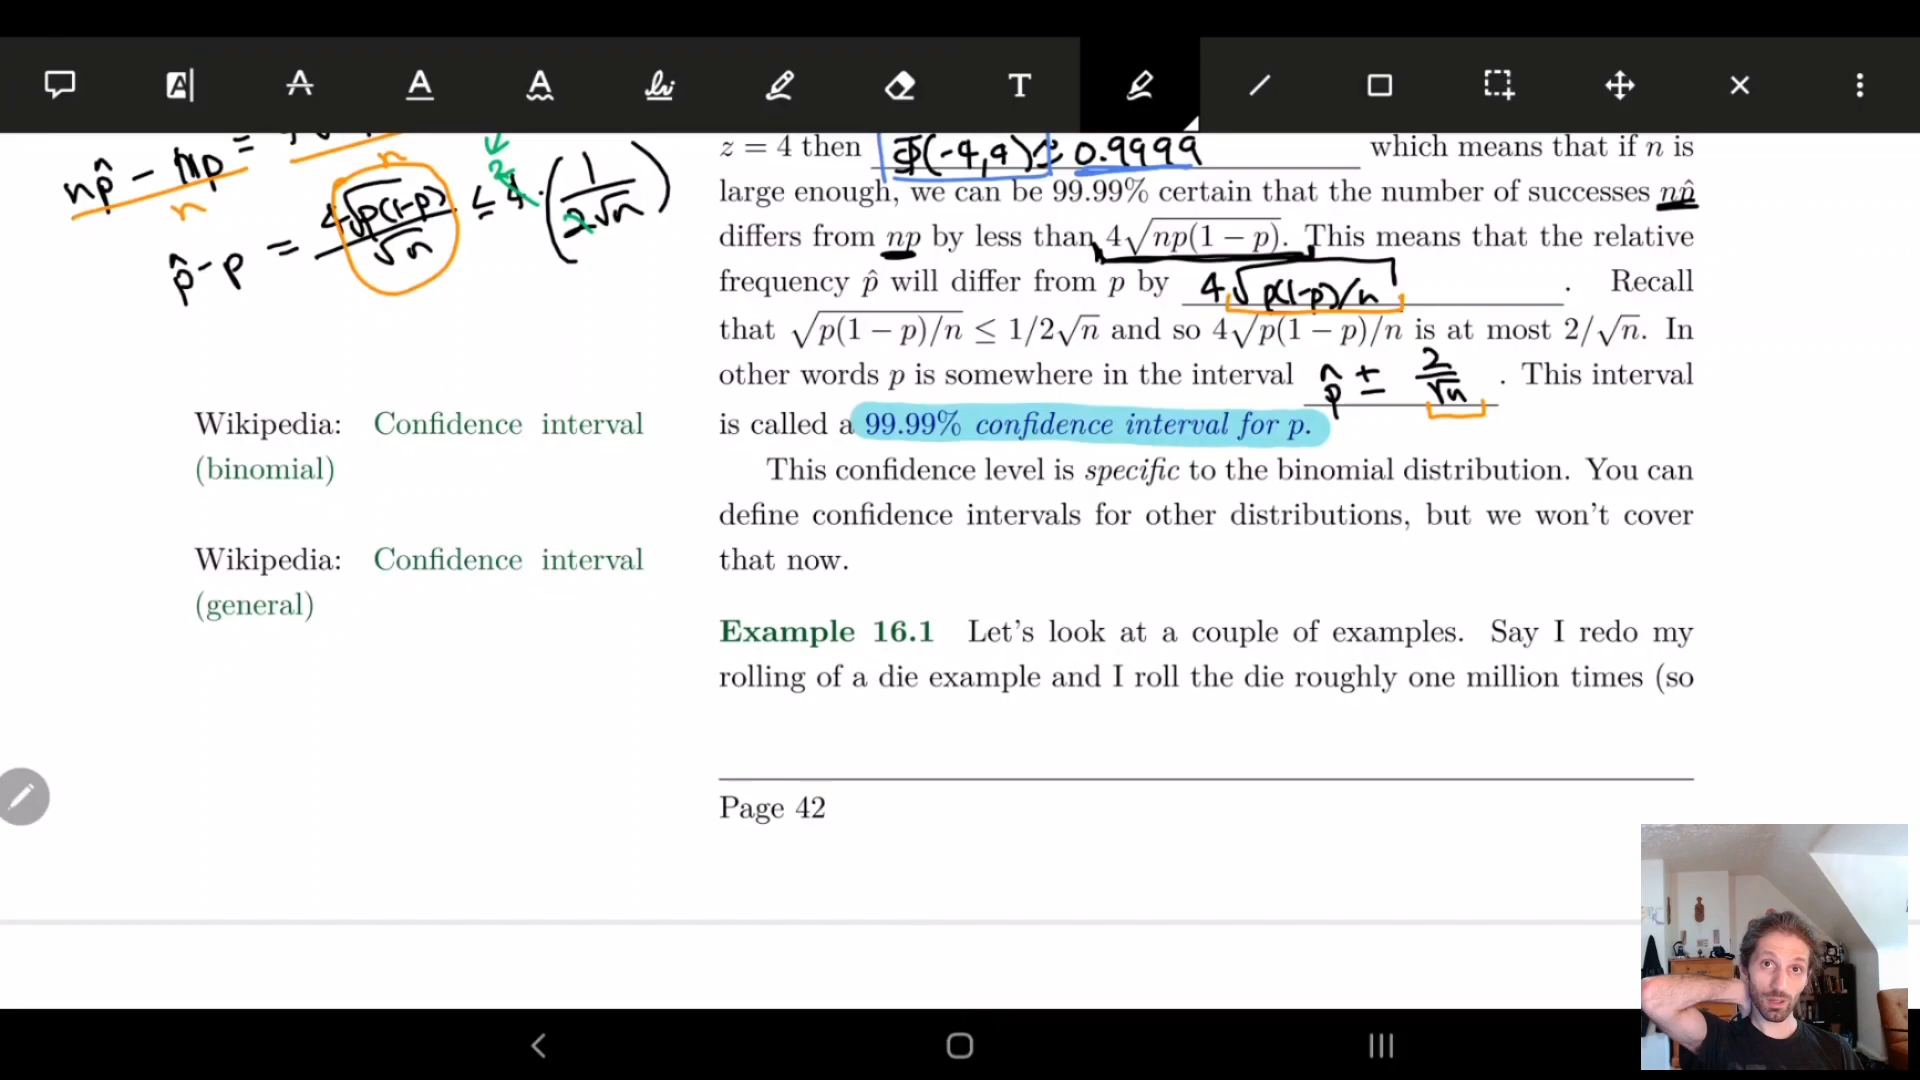 np̂ - np =
n
n
p̂ - p = 4√p(1-p) / √n ≤ 4 · (1 / 2√n)
2
z = 4 then Φ(-4,4) ≈ 0.9999 which means that if n is
large enough, we can be 99.99% certain that the number of successes np̂
differs from np by less than 4√np(1 − p). This means that the relative
frequency p̂ will differ from p by 4√p(1-p)/n . Recall
that √p(1 − p)/n ≤ 1/2√n and so 4√p(1 − p)/n is at most 2/√n. In
other words p is somewhere in the interval p̂ ± 2/√n . This interval
is called a 99.99% confidence interval for p.
Wikipedia: Confidence interval
(binomial)
This confidence level is specific to the binomial distribution. You can
define confidence intervals for other distributions, but we won't cover
that now.
Wikipedia: Confidence interval
(general)
Example 16.1 Let's look at a couple of examples. Say I redo my
rolling of a die example and I roll the die roughly one million times (so
Page 42